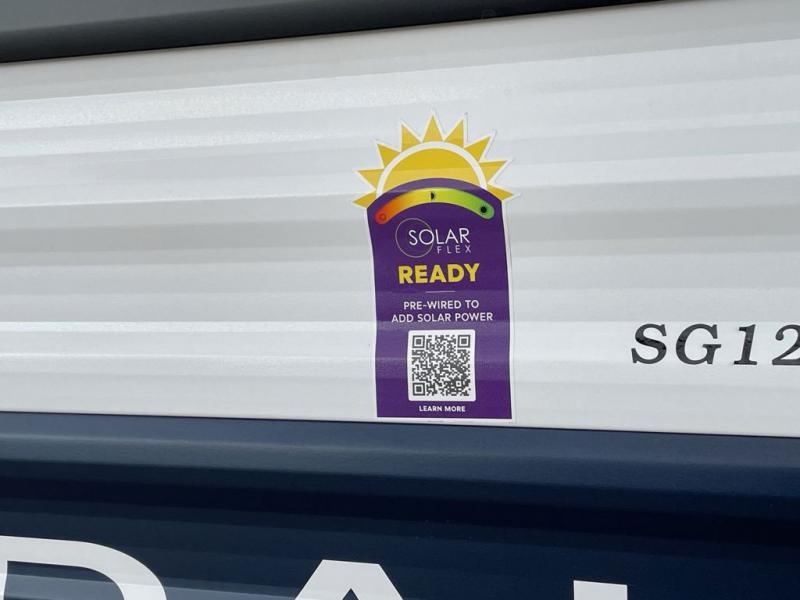 SOLAR
FLEX
READY
PRE-WIRED TO
ADD SOLAR POWER
LEARN MORE
SG12